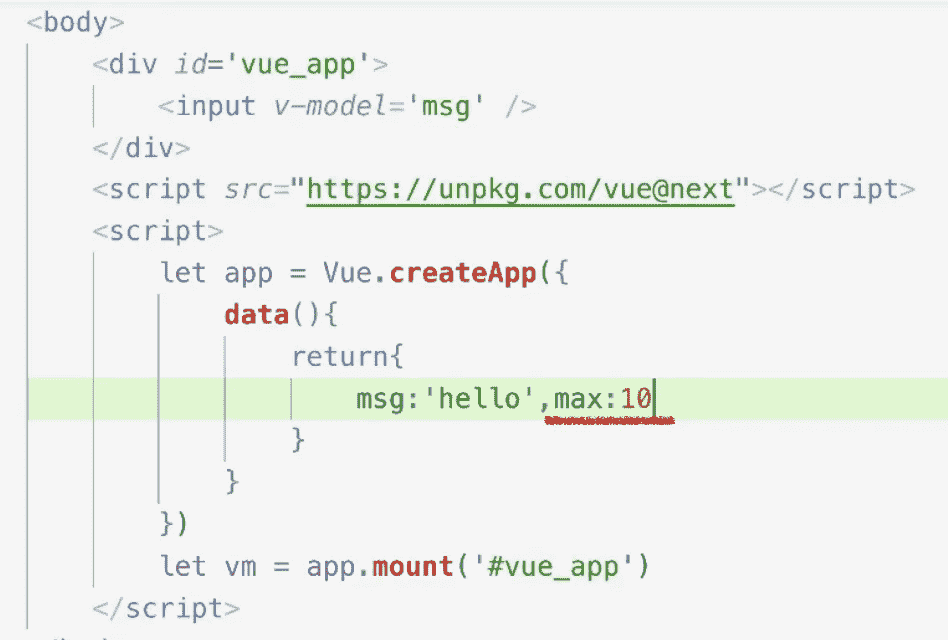 <body>
<div id='vue_app'>
<input v-model='msg' />
</div>
<script src="https://unpkg.com/vue@next"></script>
<script>
let app = Vue.createApp({
data(){
return{
msg:'hello',max:10
}
}
})
let vm = app.mount('#vue_app')
</script>